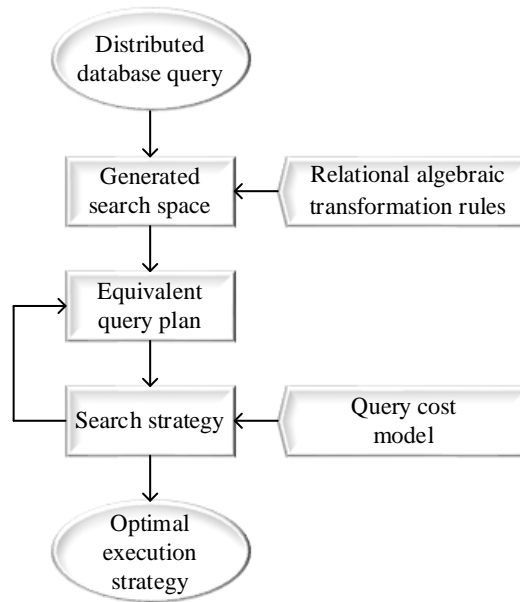 Distributed
database query
Generated
search space
Relational algebraic
transformation rules
Equivalent
query plan
Search strategy
Query cost
model
Optimal
execution
strategy